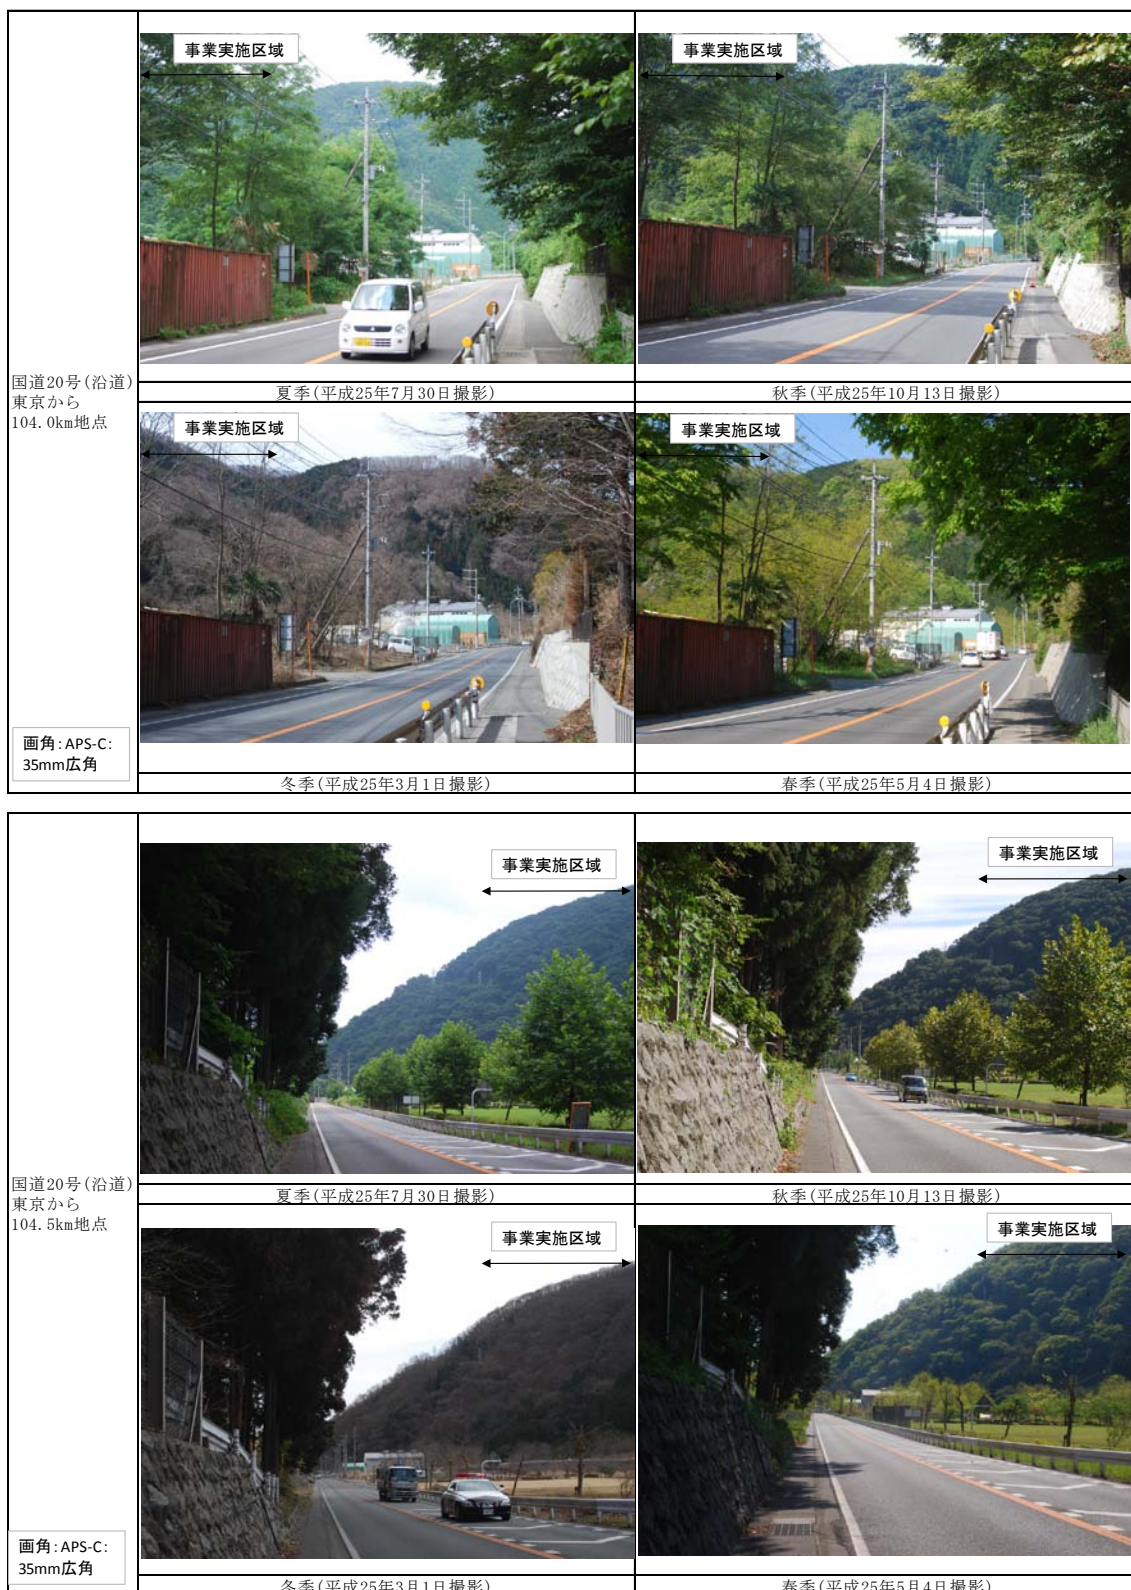 国道20号(沿道)
東京から
104.0km地点
画角:APS-C:
35mm広角
事業実施区域
事業実施区域
夏季(平成25年7月30日撮影)
秋季(平成25年10月13日撮影)
事業実施区域
事業実施区域
冬季(平成25年3月1日撮影)
春季(平成25年5月4日撮影)
国道20号(沿道)
東京から
104.5km地点
画角:APS-C:
35mm広角
事業実施区域
事業実施区域
夏季(平成25年7月30日撮影)
秋季(平成25年10月13日撮影)
事業実施区域
事業実施区域
冬季(平成25年3月1日撮影)
春季(平成25年5月4日撮影)